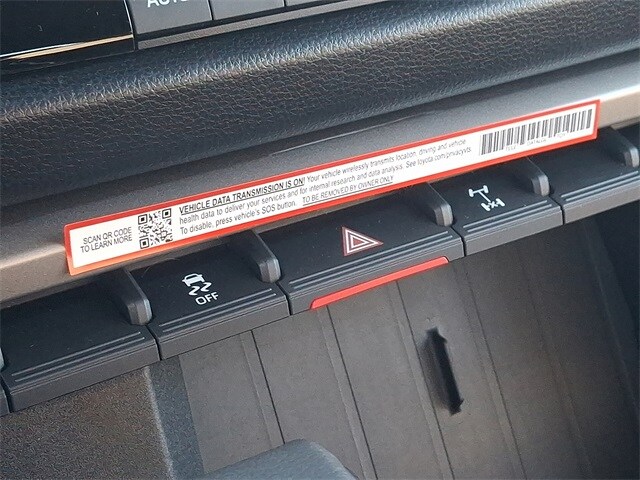 AUTO
SCAN QR CODE
TO LEARN MORE
VEHICLE DATA TRANSMISSION IS ON! Your vehicle wirelessly transmits location, driving and vehicle
health data to deliver your services and for internal research and data analysis. See toyota.com/privacyvts.
To disable, press vehicle's SOS button. TO BE REMOVED BY OWNER ONLY
OFF
4x4